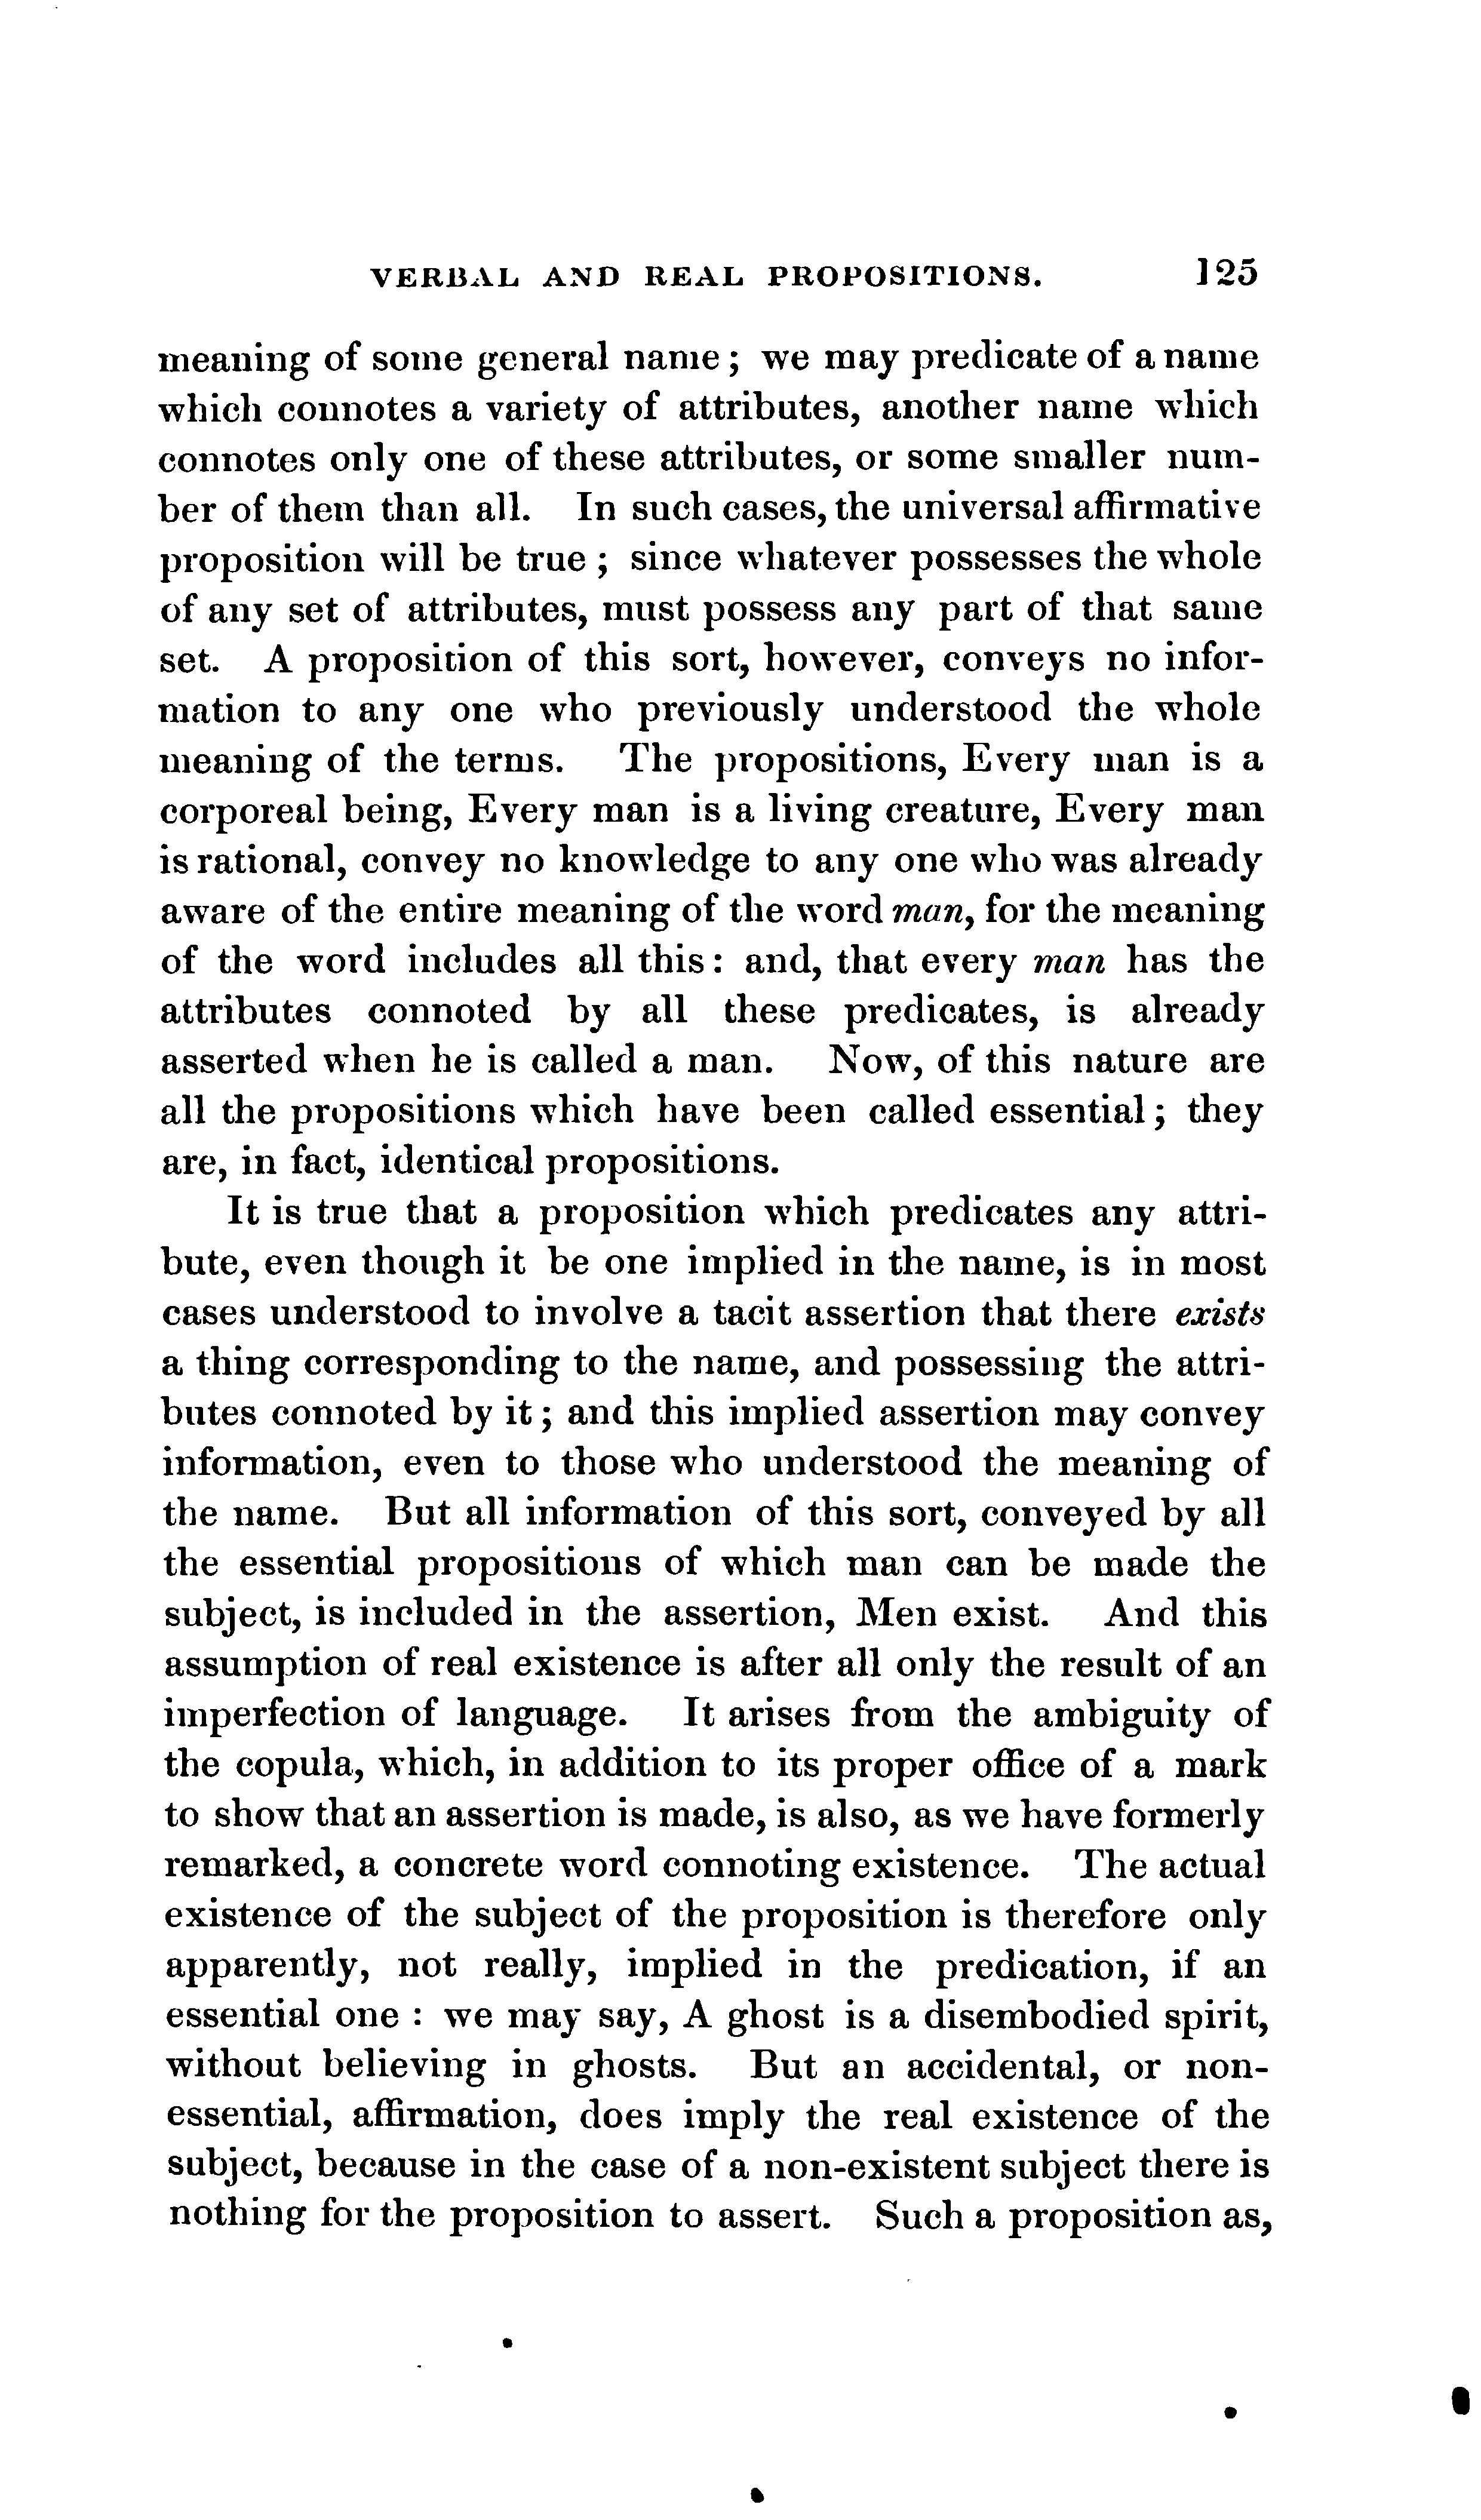 VERBAL AND REAL PROPOSITIONS. 125
meaning of some general name; we may predicate of a name
which connotes a variety of attributes, another name which
connotes only one of these attributes, or some smaller num-
ber of them than all. In such cases, the universal affirmative
proposition will be true; since whatever possesses the whole
of any set of attributes, must possess any part of that same
set. A proposition of this sort, however, conveys no infor-
mation to any one who previously understood the whole
meaning of the terms. The propositions, Every man is a
corporeal being, Every man is a living creature, Every man
is rational, convey no knowledge to any one who was already
aware of the entire meaning of the word man, for the meaning
of the word includes all this: and, that every man has the
attributes connoted by all these predicates, is already
asserted when he is called a man. Now, of this nature are
all the propositions which have been called essential; they
are, in fact, identical propositions.
It is true that a proposition which predicates any attri-
bute, even though it be one implied in the name, is in most
cases understood to involve a tacit assertion that there exists
a thing corresponding to the name, and possessing the attri-
butes connoted by it; and this implied assertion may convey
information, even to those who understood the meaning of
the name. But all information of this sort, conveyed by all
the essential propositions of which man can be made the
subject, is included in the assertion, Men exist. And this
assumption of real existence is after all only the result of an
imperfection of language. It arises from the ambiguity of
the copula, which, in addition to its proper office of a mark
to show that an assertion is made, is also, as we have formerly
remarked, a concrete word connoting existence. The actual
existence of the subject of the proposition is therefore only
apparently, not really, implied in the predication, if an
essential one: we may say, A ghost is a disembodied spirit,
without believing in ghosts. But an accidental, or non-
essential, affirmation, does imply the real existence of the
subject, because in the case of a non-existent subject there is
nothing for the proposition to assert. Such a proposition as,